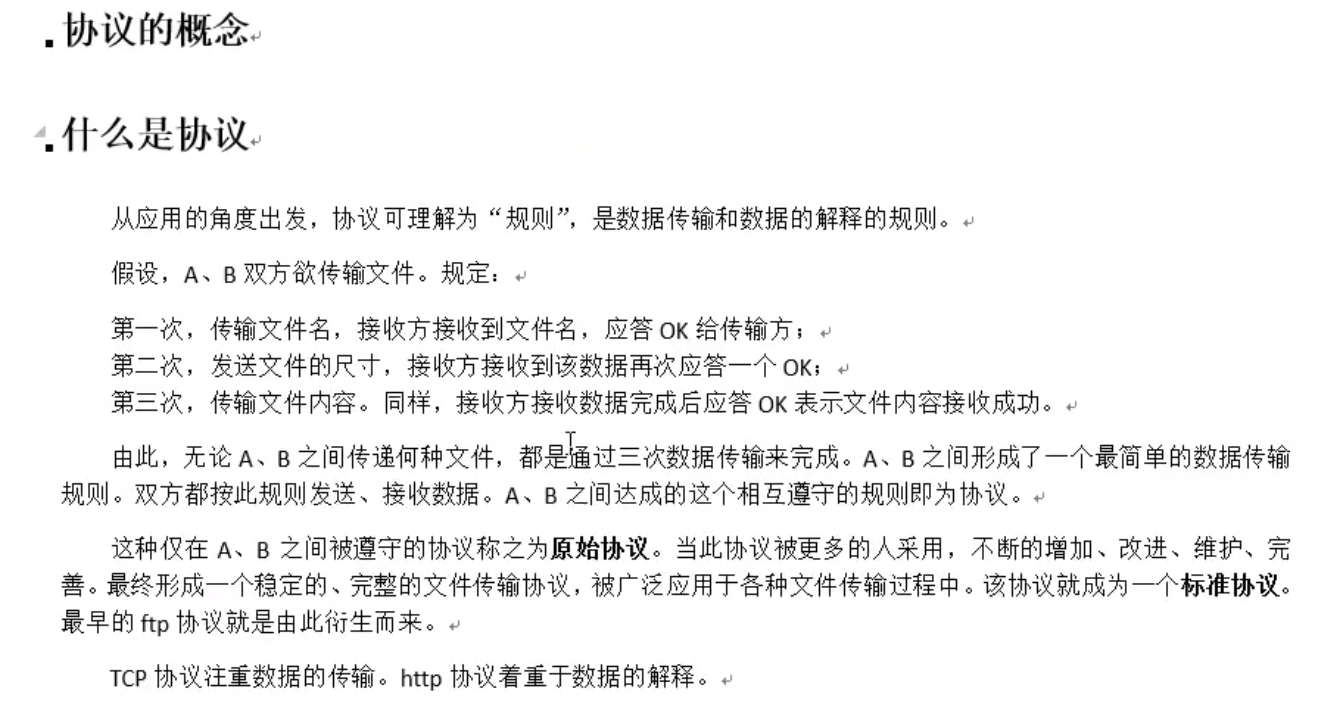 协议的概念
什么是协议
从应用的角度出发，协议可理解为“规则”，是数据传输和数据的解释的规则。
假设，A、B 双方欲传输文件。规定：
第一次，传输文件名，接收方接收到文件名，应答 OK 给传输方；
第二次，发送文件的尺寸，接收方接收到该数据再次应答一个 OK；
第三次，传输文件内容。同样，接收方接收数据完成后应答 OK 表示文件内容接收成功。
由此，无论 A、B 之间传递何种文件，都是通过三次数据传输来完成。A、B 之间形成了一个最简单的数据传输
规则。双方都按此规则发送、接收数据。A、B 之间达成的这个相互遵守的规则即为协议。
这种仅在 A、B 之间被遵守的协议称之为原始协议。当此协议被更多的人采用，不断的增加、改进、维护、完
善。最终形成一个稳定的、完整的文件传输协议，被广泛应用于各种文件传输过程中。该协议就成为一个标准协议。
最早的 ftp 协议就是由此衍生而来。
TCP 协议注重数据的传输。http 协议着重于数据的解释。